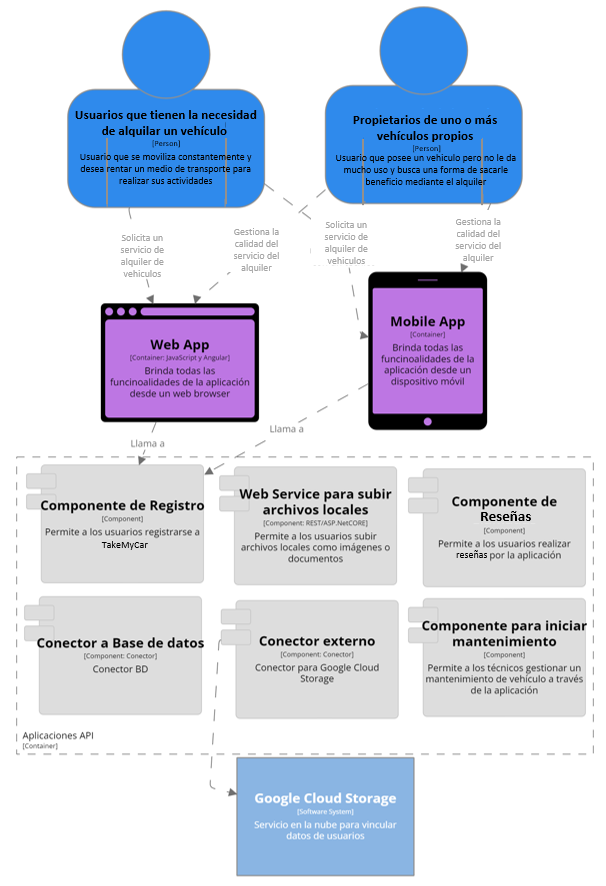 Usuarios que tienen la necesidad
de alquilar un vehículo
[Person]
Usuario que se moviliza constantemente y
desea rentar un medio de transporte para
realizar sus actividades
Propietarios de uno o más
vehículos propios
[Person]
Usuario que posee un vehiculo pero no le da
mucho uso y busca una forma de sacarle
beneficio mediante el alquiler
Solicita un
servicio de
alquiler de
vehiculos
Gestiona la
calidad del
servicio del
alquiler
Solicita un
servicio de
alquiler de
vehiculos
Gestiona la
calidad del
servicio del
alquiler
Web App
[Container: JavaScript y Angular]
Brinda todas las
funcinoalidades de la aplicación
desde un web browser
Mobile App
[Container]
Brinda todas las
funcinoalidades de la
aplicación desde un
dispositivo móvil
Llama a
Llama a
Componente de Registro
[Component]
Permite a los usuarios registrarse a
TakeMyCar
Web Service para subir
archivos locales
[Component: REST/ASP.NetCORE]
Permite a los usuarios subir
archivos locales como imágenes o
documentos
Componente de
Reseñas
[Component]
Permite a los usuarios realizar
reseñas por la aplicación
Conector a Base de datos
[Component: Conector]
Conector BD
Conector externo
[Component: Conector]
Conector para Google Cloud
Storage
Componente para iniciar
mantenimiento
[Component]
Permite a los técnicos gestionar un
mantenimiento de vehículo a través
de la aplicación
Aplicaciones API
[Container]
Google Cloud Storage
[Software System]
Servicio en la nube para vincular
datos de usuarios